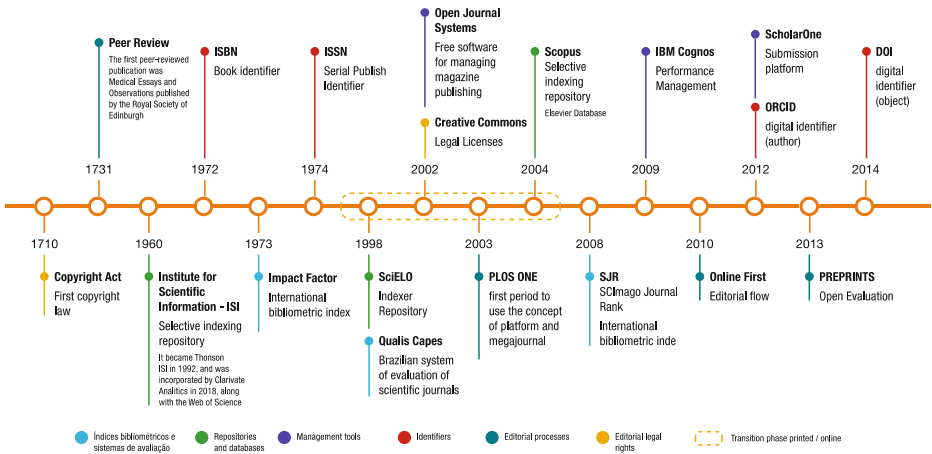 Peer Review
The first peer-reviewed
publication was
Medical Essays and
Observations published
by the Royal Society of
Edinburgh
1731
ISBN
Book identifier
1972
ISSN
Serial Publish
Identifier
1974
Open Journal
Systems
Free software
for managing
magazine
publishing
Creative Commons
Legal Licenses
2002
Scopus
Selective
indexing
repository
Elsevier Database
2004
IBM Cognos
Performance
Management
2009
ScholarOne
Submission
platform
ORCID
digital identifier
(author)
2012
DOI
digital
identifier
(object)
2014
1710
Copyright Act
First copyright
law
1960
Institute for
Scientific
Information - ISI
Selective indexing
repository
It became Thonson
ISI in 1992, and was
incorporated by Clarivate
Analitics in 2018, along
with the Web of Science
1973
Impact Factor
International
bibliometric index
1998
SciELO
Indexer
Repository
Qualis Capes
Brazilian system
of evaluation of
scientific journals
2003
PLOS ONE
first period to
use the concept
of platform and
megajournal
2008
SJR
SCImago Journal
Rank
International
bibliometric inde
2010
Online First
Editorial flow
2013
PREPRINTS
Open Evaluation
Índices bibliométricos e
sistemas de avaliação
Repositories
and databases
Management tools
Identifiers
Editorial processes
Editorial legal
rights
Transition phase printed / online